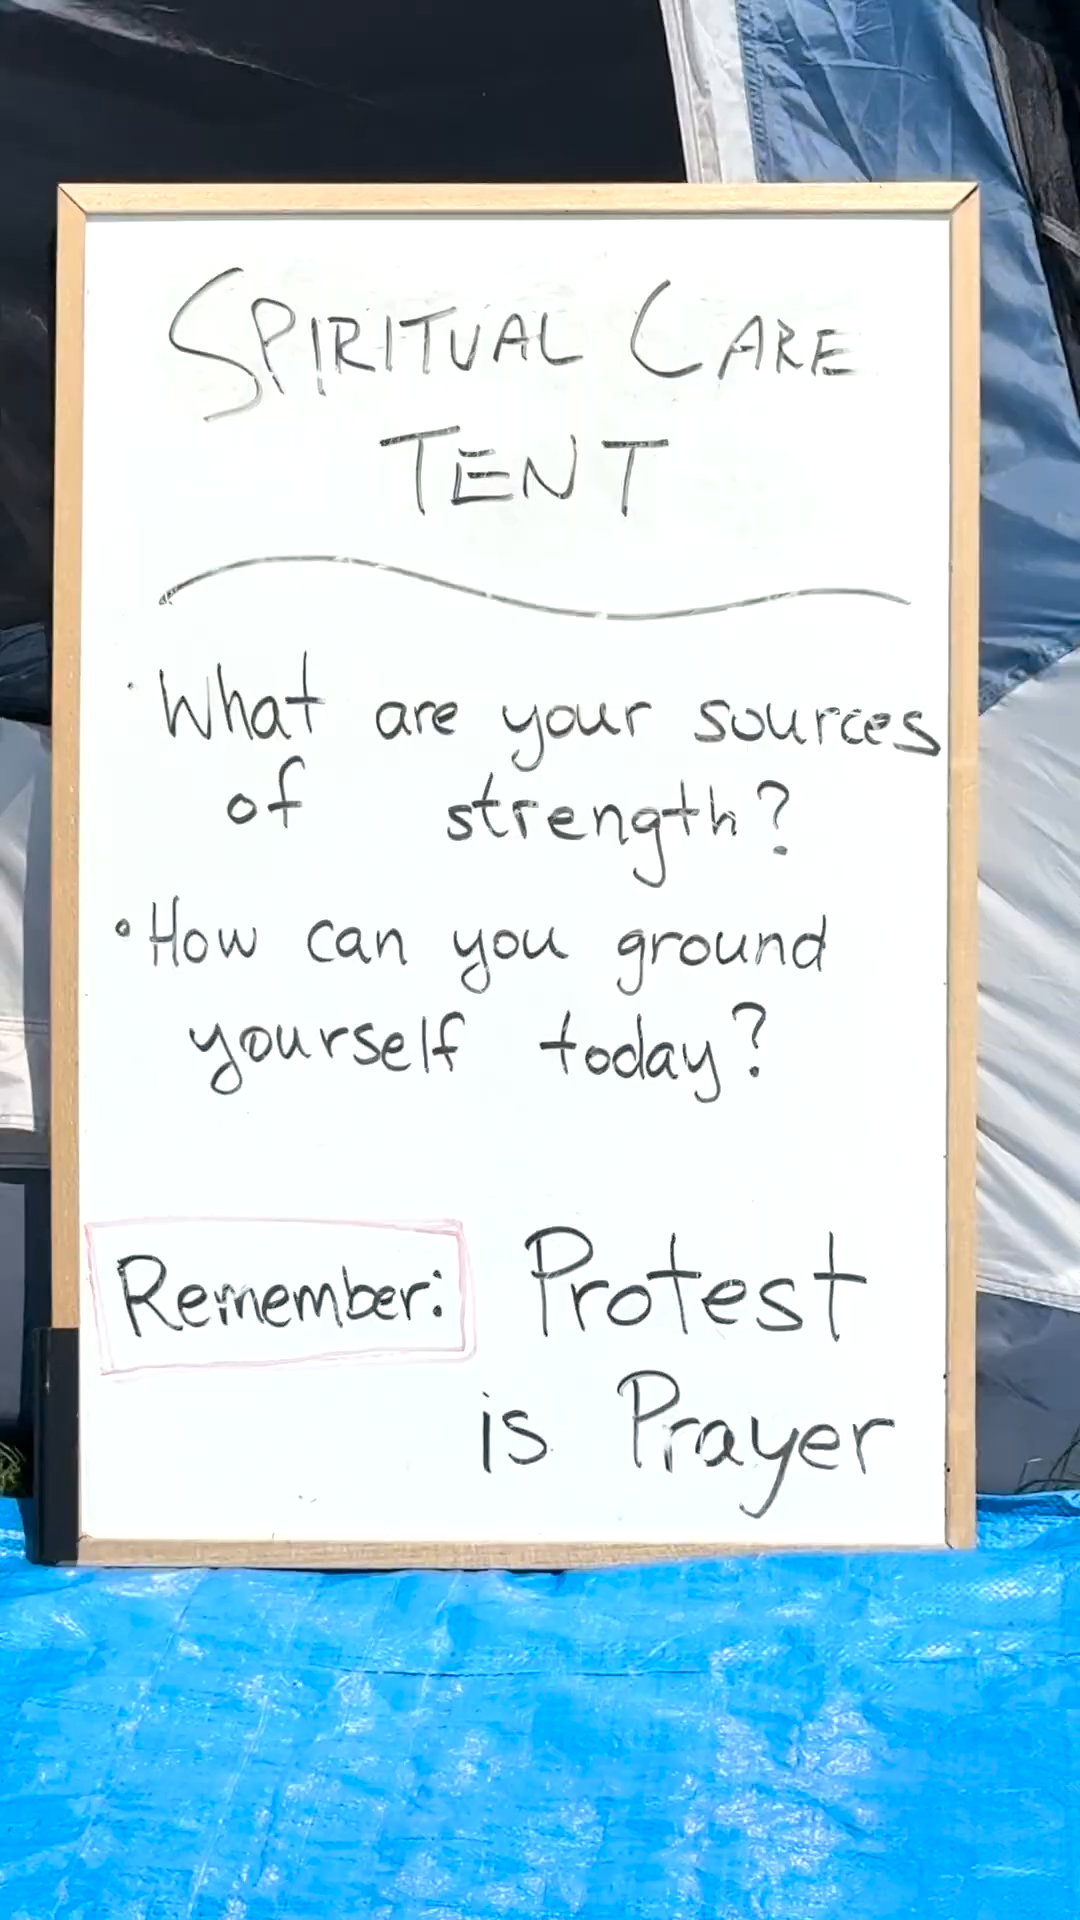 SPIRITUAL CARE
TENT
• What are your sources
of strength?
• How can you ground
yourself today?
Remember: Protest
is Prayer